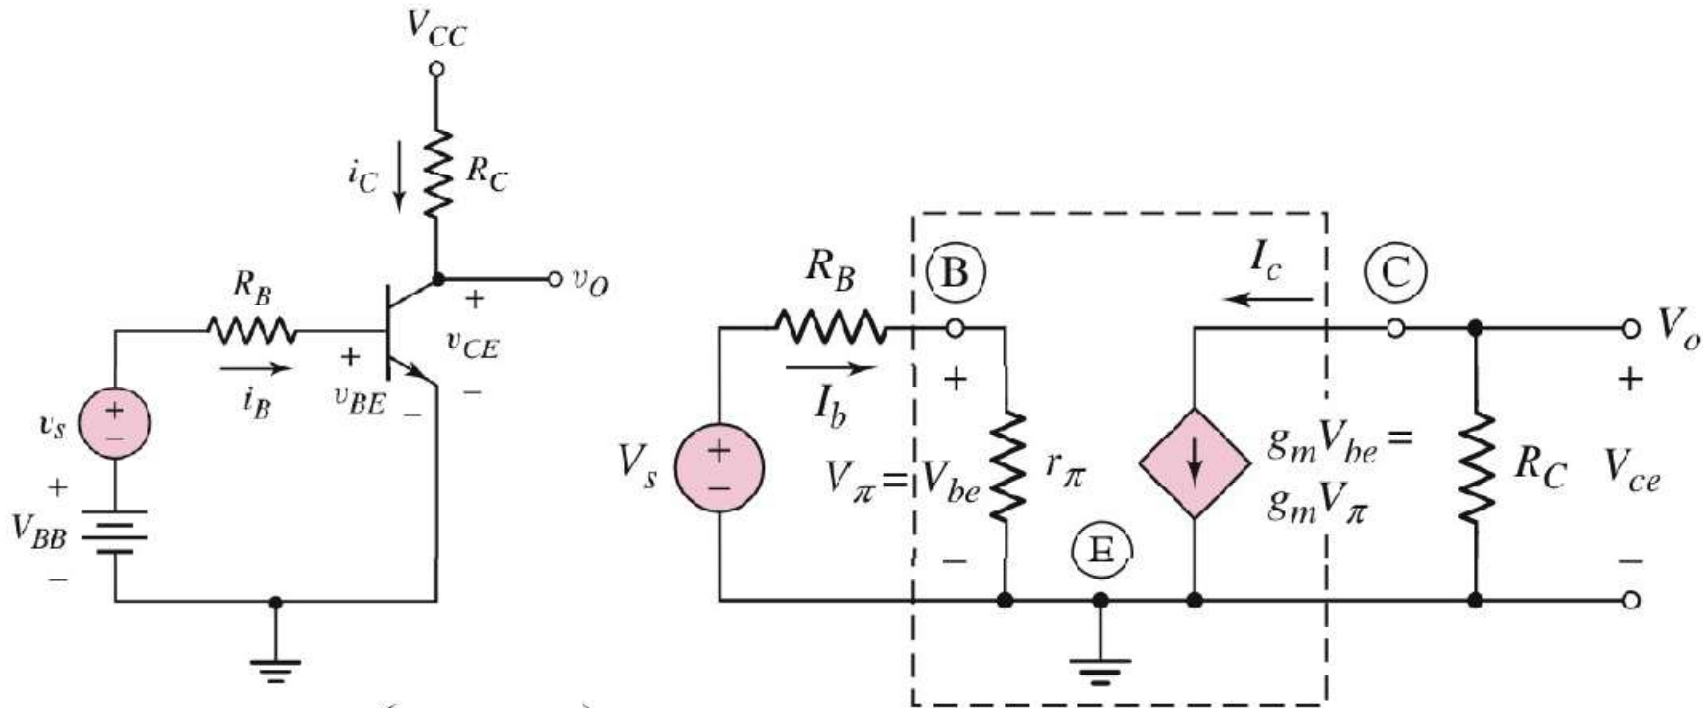 V_CC
i_C
R_C
v_O
R_B
+
v_CE
+
v_BE
−
−
i_B
v_s
+
−
+
V_BB
−
R_B
B
I_c
C
V_o
I_b
+
+
V_s
+
−
V_π = V_be
r_π
g_m V_be =
g_m V_π
R_C
V_ce
E
−
−